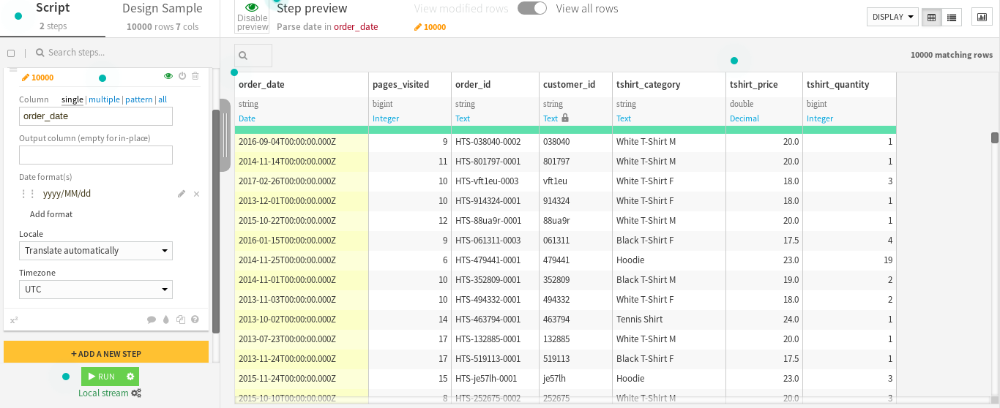 Script
2 steps
Design Sample
10000 rows 7 cols
Disable preview
Step preview
View modified rows
View all rows
Parse date in order_date
10000
DISPLAY
Search steps...
10000 matching rows
10000
Column single | multiple | pattern | all
order_date
Output column (empty for in-place)
Date format(s)
yyyy/MM/dd
Add format
Locale
Translate automatically
Timezone
UTC
x²
+ ADD A NEW STEP
RUN
Local stream
order_date pages_visited order_id customer_id tshirt_category tshirt_price tshirt_quantity
string bigint string string string double bigint
Date Integer Text Text Text Decimal Integer
2016-09-04T00:00:00.000Z 9 HTS-038040-0002 038040 White T-Shirt M 20.0 1
2014-11-14T00:00:00.000Z 11 HTS-801797-0001 801797 White T-Shirt M 20.0 1
2017-02-26T00:00:00.000Z 10 HTS-vft1eu-0003 vft1eu White T-Shirt F 18.0 3
2013-12-01T00:00:00.000Z 10 HTS-914324-0001 914324 White T-Shirt F 18.0 1
2015-10-22T00:00:00.000Z 12 HTS-88ua9r-0001 88ua9r White T-Shirt M 20.0 1
2016-01-15T00:00:00.000Z 9 HTS-061311-0003 061311 Black T-Shirt F 17.5 4
2014-11-25T00:00:00.000Z 6 HTS-479441-0001 479441 Hoodie 23.0 19
2014-11-01T00:00:00.000Z 10 HTS-352809-0001 352809 Black T-Shirt M 19.0 2
2013-11-03T00:00:00.000Z 10 HTS-494332-0001 494332 White T-Shirt F 18.0 2
2013-10-02T00:00:00.000Z 14 HTS-463794-0001 463794 Tennis Shirt 24.0 1
2013-07-23T00:00:00.000Z 17 HTS-132885-0001 132885 White T-Shirt M 20.0 1
2013-11-24T00:00:00.000Z 17 HTS-519113-0001 519113 Black T-Shirt F 17.5 1
2015-11-24T00:00:00.000Z 15 HTS-je57lh-0001 je57lh Hoodie 23.0 3
2015-10-10T00:00:00.000Z 8 HTS-252675-0002 252675 White T-Shirt M 20.0 3